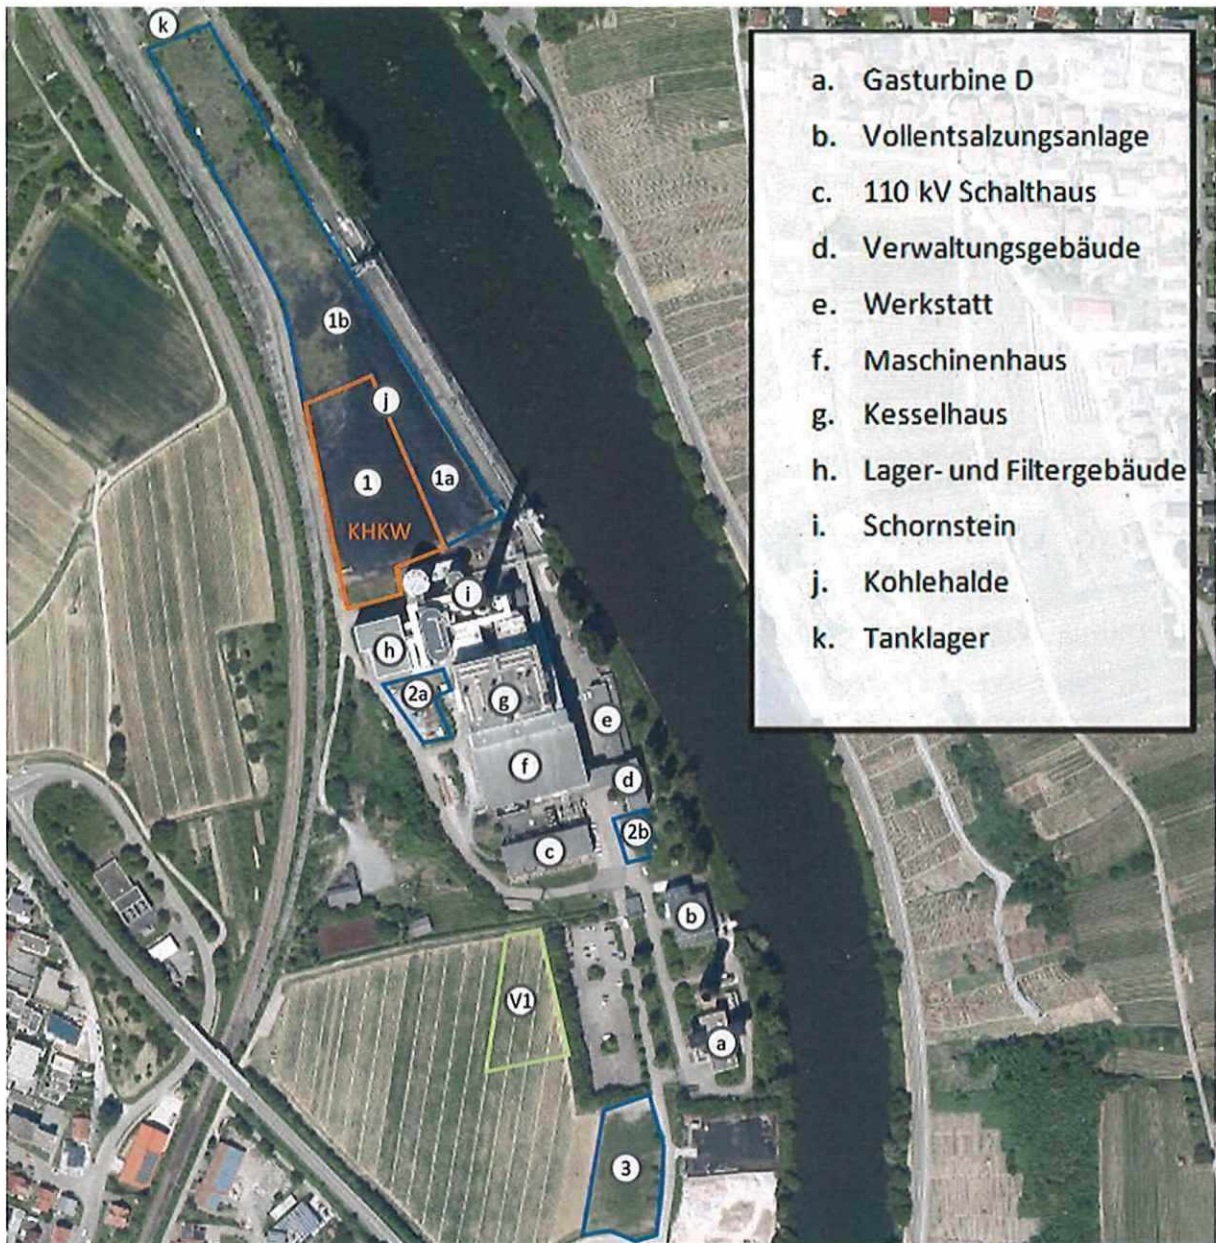 k
a. Gasturbine D
b. Vollentsalzungsanlage
c. 110 kV Schalthaus
d. Verwaltungsgebäude
e. Werkstatt
f. Maschinenhaus
g. Kesselhaus
h. Lager- und Filtergebäude
i. Schornstein
j. Kohlehalde
k. Tanklager
1b
j
1
1a
KHKW
i
h
2a
g
e
f
d
2b
c
b
V1
a
3